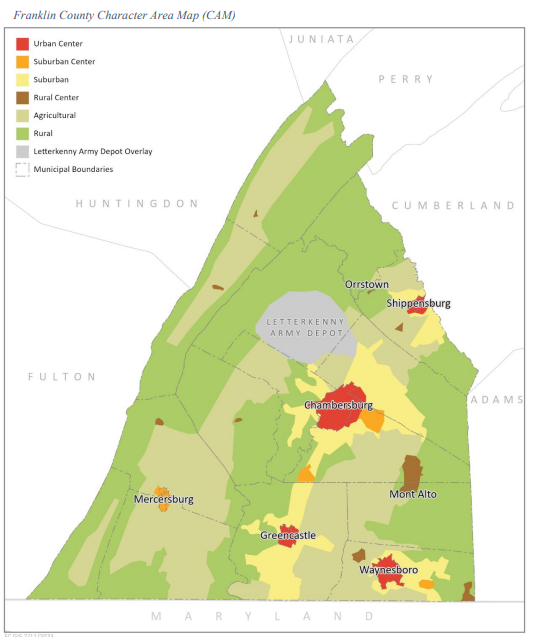 Franklin County Character Area Map (CAM)
JUNIATA
PERRY
Urban Center
Suburban Center
Suburban
Rural Center
Agricultural
Rural
Letterkenny Army Depot Overlay
Municipal Boundaries
HUNTINGDON
CUMBERLAND
Orrstown
Shippensburg
LETTERKENNY
ARMY DEPOT
FULTON
ADAMS
Chambersburg
Mercersburg
Mont Alto
Greencastle
Waynesboro
MARYLAND